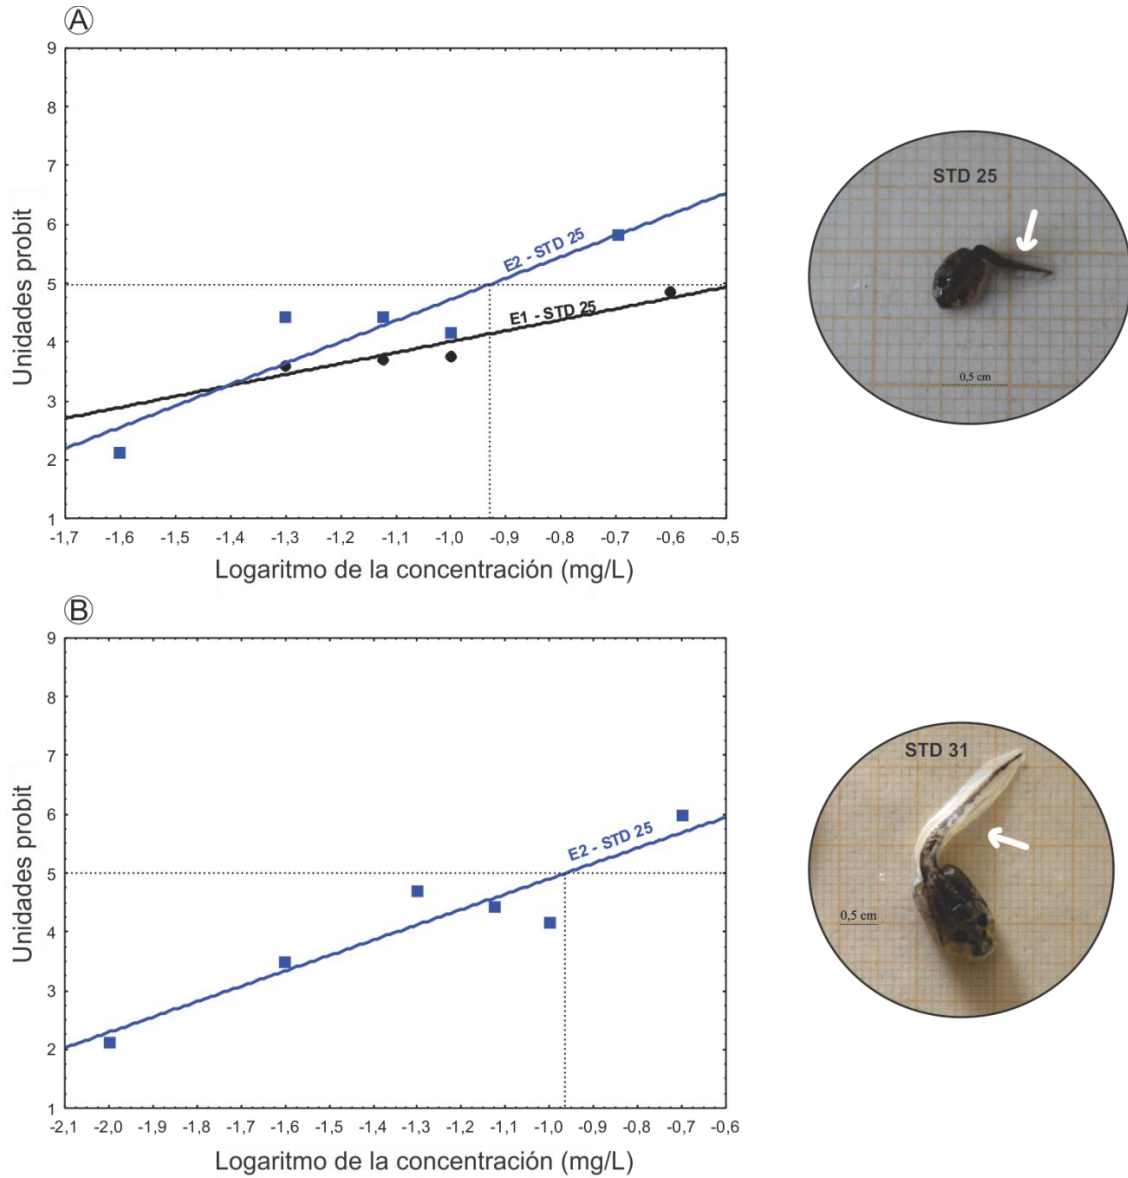 A
9
8
7
6
5
4
3
2
1
Unidades probit
E2 - STD 25
E1 - STD 25
-1,7 -1,6 -1,5 -1,4 -1,3 -1,2 -1,1 -1,0 -0,9 -0,8 -0,7 -0,6 -0,5
Logaritmo de la concentración (mg/L)
STD 25
0,5 cm
B
9
8
7
6
5
4
3
2
1
Unidades probit
E2 - STD 25
-2,1 -2,0 -1,9 -1,8 -1,7 -1,6 -1,5 -1,4 -1,3 -1,2 -1,1 -1,0 -0,9 -0,8 -0,7 -0,6
Logaritmo de la concentración (mg/L)
STD 31
0,5 cm